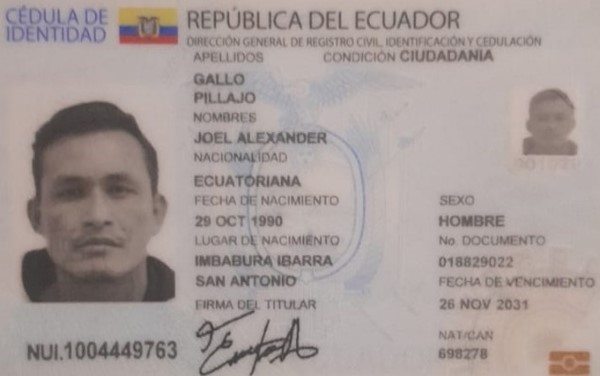 CÉDULA DE IDENTIDAD
REPÚBLICA DEL ECUADOR
DIRECCIÓN GENERAL DE REGISTRO CIVIL, IDENTIFICACIÓN Y CEDULACIÓN
APELLIDOS CONDICIÓN CIUDADANIA
GALLO
PILLAJO
NOMBRES
JOEL ALEXANDER
NACIONALIDAD
ECUATORIANA
FECHA DE NACIMIENTO
29 OCT 1990
LUGAR DE NACIMIENTO
IMBABURA IBARRA
SAN ANTONIO
FIRMA DEL TITULAR
SEXO
HOMBRE
No. DOCUMENTO
018829022
FECHA DE VENCIMIENTO
26 NOV 2031
NAT/CAN
698278
NUI.1004449763